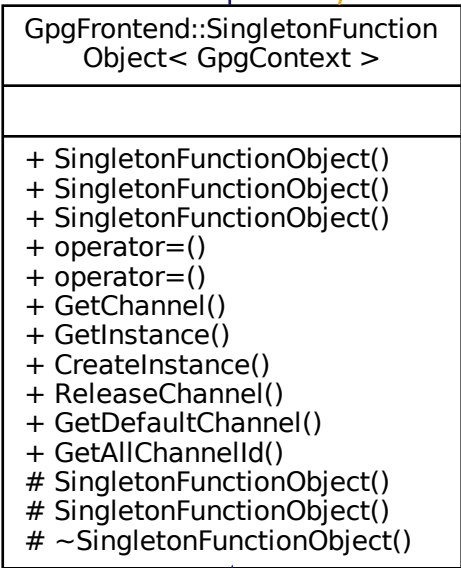 GpgFrontend::SingletonFunction
Object< GpgContext >
+ SingletonFunctionObject()
+ SingletonFunctionObject()
+ SingletonFunctionObject()
+ operator=()
+ operator=()
+ GetChannel()
+ GetInstance()
+ CreateInstance()
+ ReleaseChannel()
+ GetDefaultChannel()
+ GetAllChannelId()
# SingletonFunctionObject()
# SingletonFunctionObject()
# ~SingletonFunctionObject()